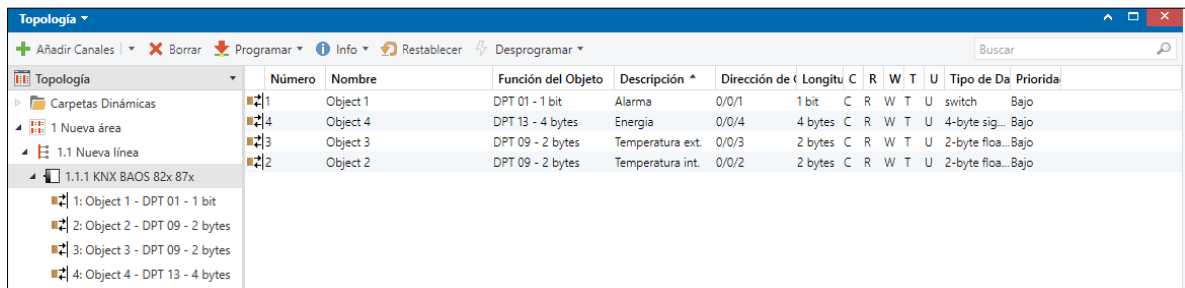 Topología
Añadir Canales Borrar Programar Info Restablecer Desprogramar Buscar
Topología
Carpetas Dinámicas
1 Nueva área
1.1 Nueva línea
1.1.1 KNX BAOS 82x 87x
1: Object 1 - DPT 01 - 1 bit
2: Object 2 - DPT 09 - 2 bytes
3: Object 3 - DPT 09 - 2 bytes
4: Object 4 - DPT 13 - 4 bytes
Número Nombre Función del Objeto Descripción Dirección de Longitu C R W T U Tipo de Da Priorida
1 Object 1 DPT 01 - 1 bit Alarma 0/0/1 1 bit C R W T U switch Bajo
4 Object 4 DPT 13 - 4 bytes Energia 0/0/4 4 bytes C R W T U 4-byte sig... Bajo
3 Object 3 DPT 09 - 2 bytes Temperatura ext. 0/0/3 2 bytes C R W T U 2-byte floa... Bajo
2 Object 2 DPT 09 - 2 bytes Temperatura int. 0/0/2 2 bytes C R W T U 2-byte floa... Bajo